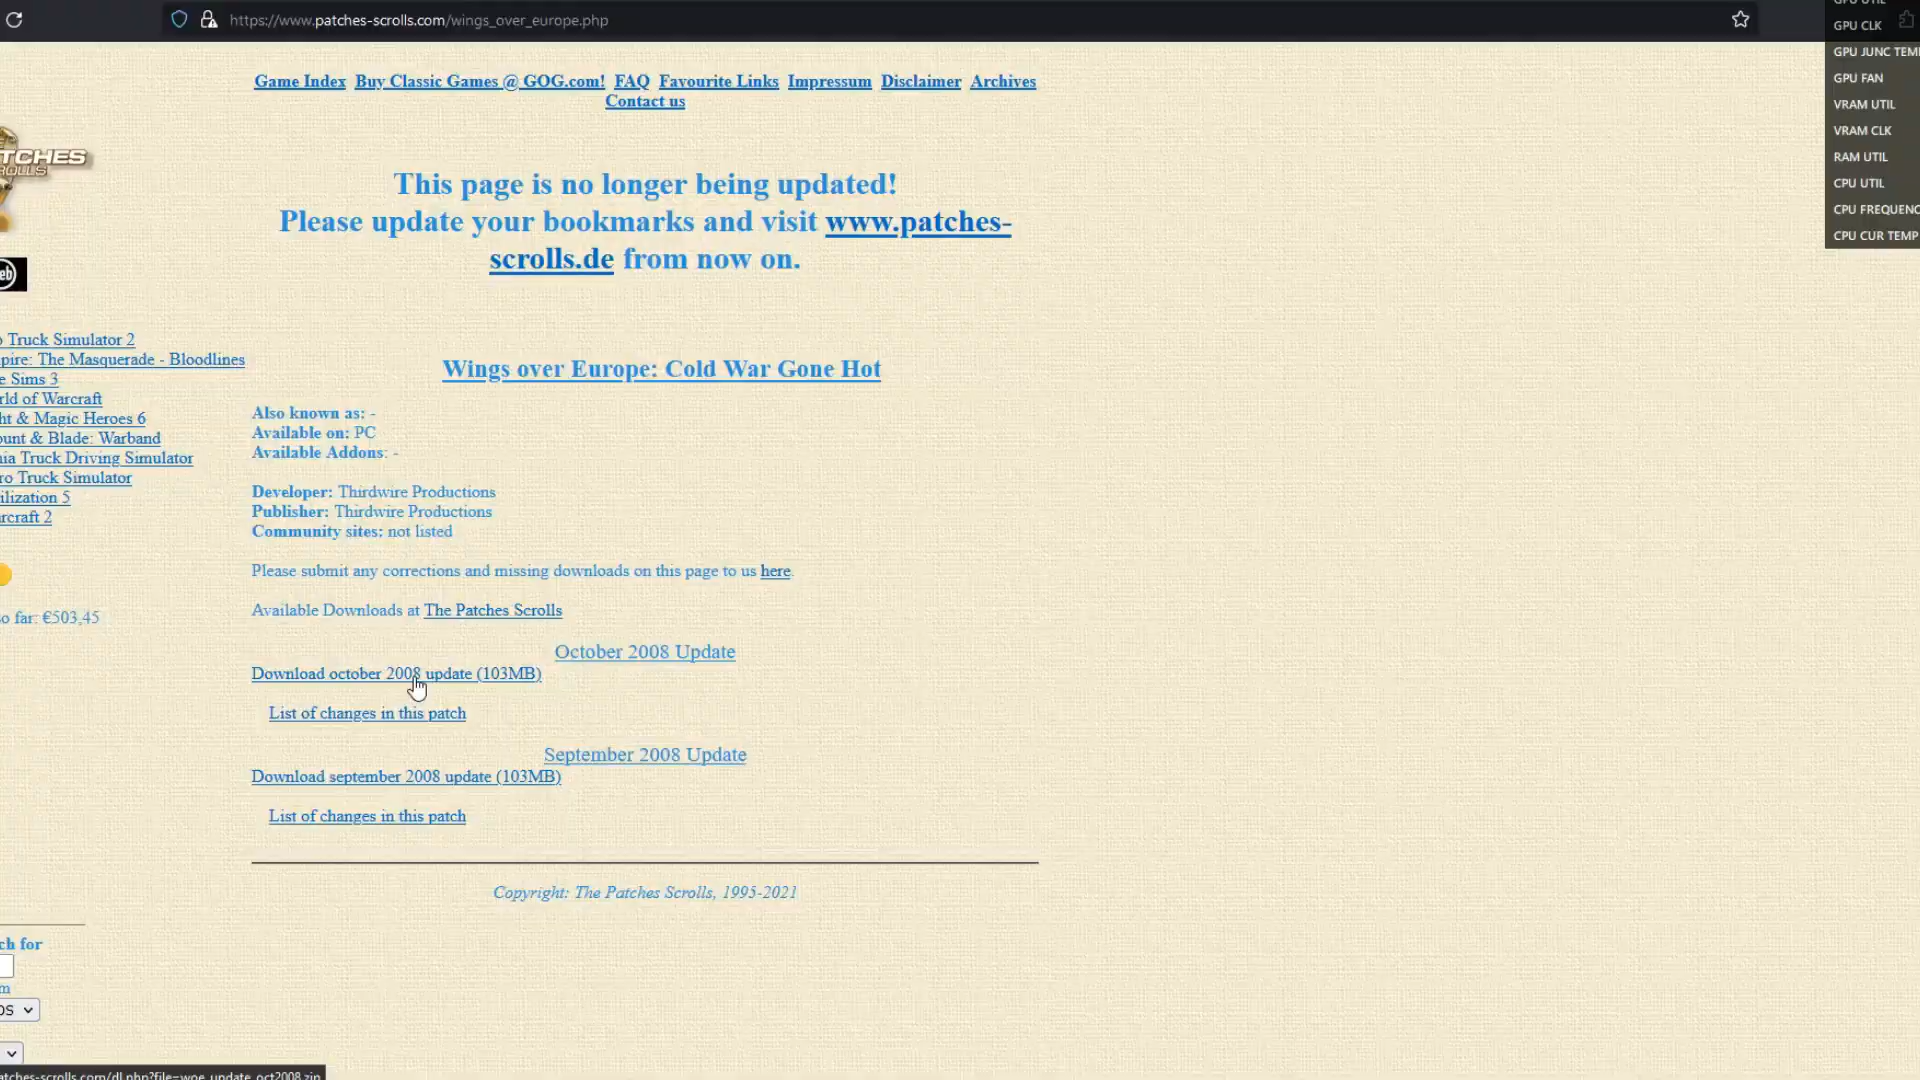 https://www.patches-scrolls.com/wings_over_europe.php
GPU CLK
GPU JUNC TEM
GPU FAN
VRAM UTIL
VRAM CLK
RAM UTIL
CPU UTIL
CPU FREQUENC
CPU CUR TEMP
Game Index Buy Classic Games @ GOG.com! FAQ Favourite Links Impressum Disclaimer Archives
Contact us
TCHES
ROLLS
eb
This page is no longer being updated!
Please update your bookmarks and visit www.patches-
scrolls.de from now on.
o Truck Simulator 2
pire: The Masquerade - Bloodlines
e Sims 3
rld of Warcraft
ht & Magic Heroes 6
ount & Blade: Warband
nia Truck Driving Simulator
ro Truck Simulator
ilization 5
rcraft 2
so far: €503,45
Wings over Europe: Cold War Gone Hot
Also known as: -
Available on: PC
Available Addons: -
Developer: Thirdwire Productions
Publisher: Thirdwire Productions
Community sites: not listed
Please submit any corrections and missing downloads on this page to us here.
Available Downloads at The Patches Scrolls
October 2008 Update
Download october 2008 update (103MB)
List of changes in this patch
September 2008 Update
Download september 2008 update (103MB)
List of changes in this patch
Copyright: The Patches Scrolls, 1995-2021
ch for
m
OS
atches-scrolls.com/dl.php?file=woe_update_oct2008.zip